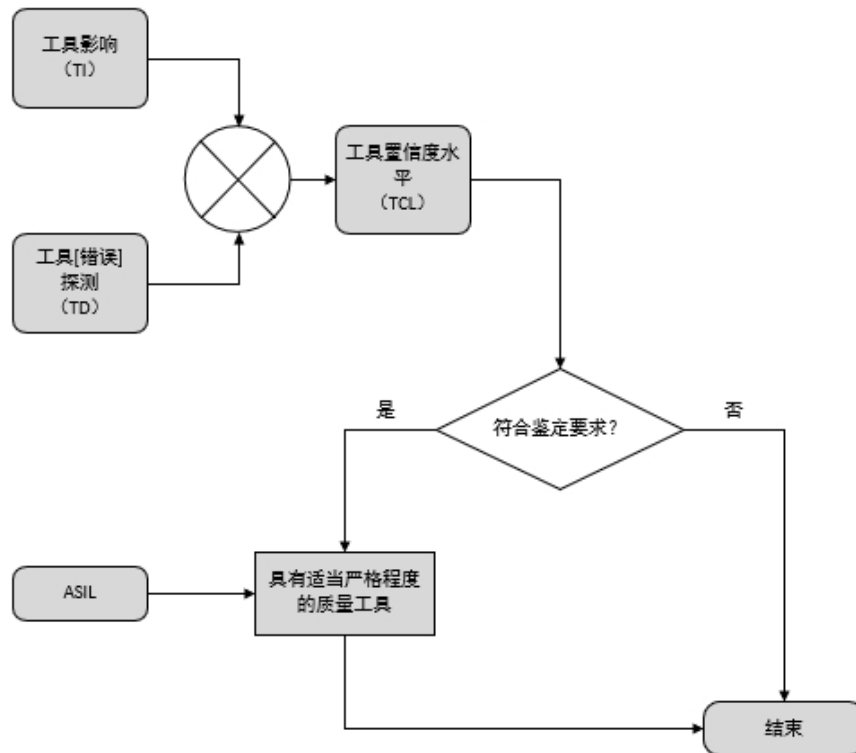 工具影响
（TI）
工具置信度水
平
（TCL）
工具[错误]
探测
（TD）
是
否
符合鉴定要求？
具有适当严格程度
的质量工具
ASIL
结束